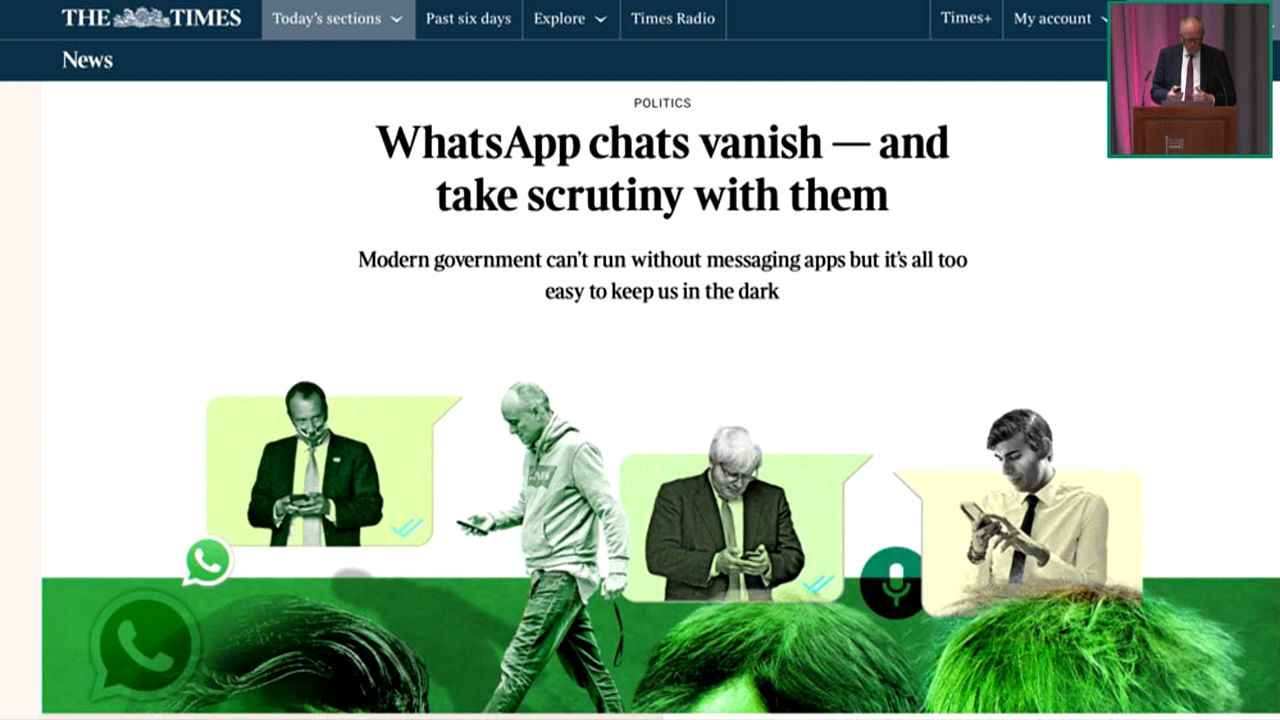 THE TIMES
Today's sections
Past six days
Explore
Times Radio
Times+
My account
News
POLITICS
WhatsApp chats vanish — and
take scrutiny with them
Modern government can't run without messaging apps but it's all too
easy to keep us in the dark